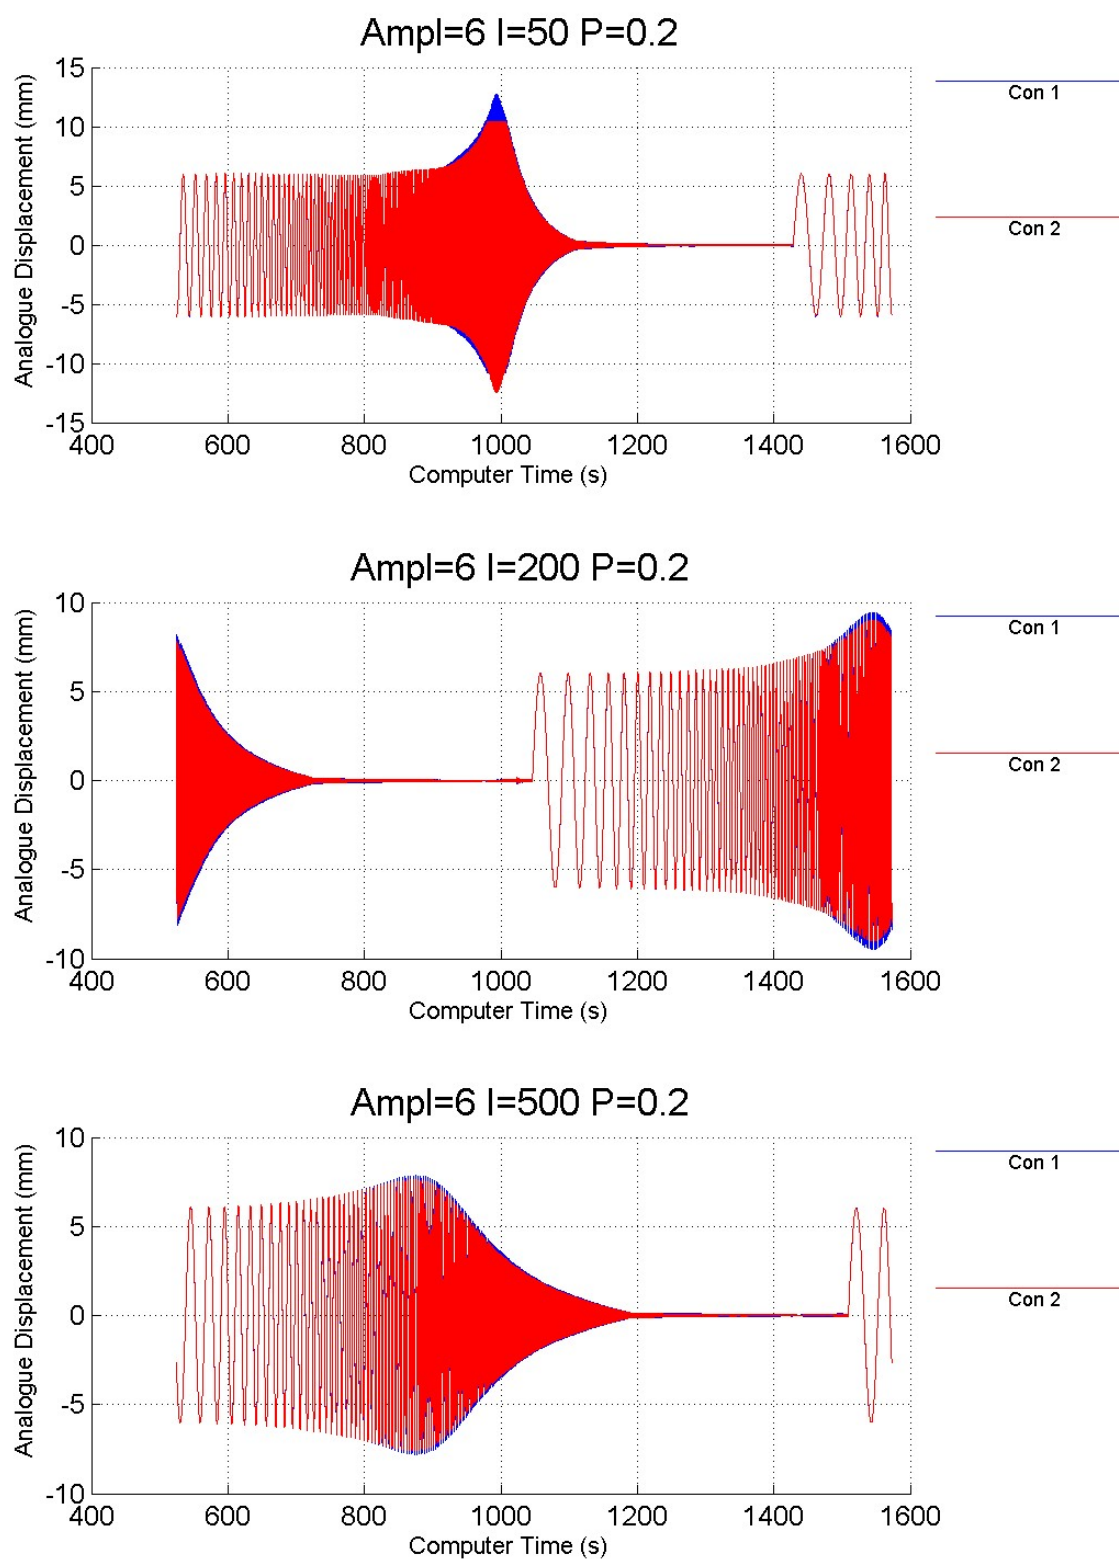 Ampl=6 I=50 P=0.2
15
10
5
0
-5
-10
-15
Analogue Displacement (mm)
400 600 800 1000 1200 1400 1600
Computer Time (s)
Con 1
Con 2
Ampl=6 I=200 P=0.2
10
5
0
-5
-10
Analogue Displacement (mm)
400 600 800 1000 1200 1400 1600
Computer Time (s)
Con 1
Con 2
Ampl=6 I=500 P=0.2
10
5
0
-5
-10
Analogue Displacement (mm)
400 600 800 1000 1200 1400 1600
Computer Time (s)
Con 1
Con 2